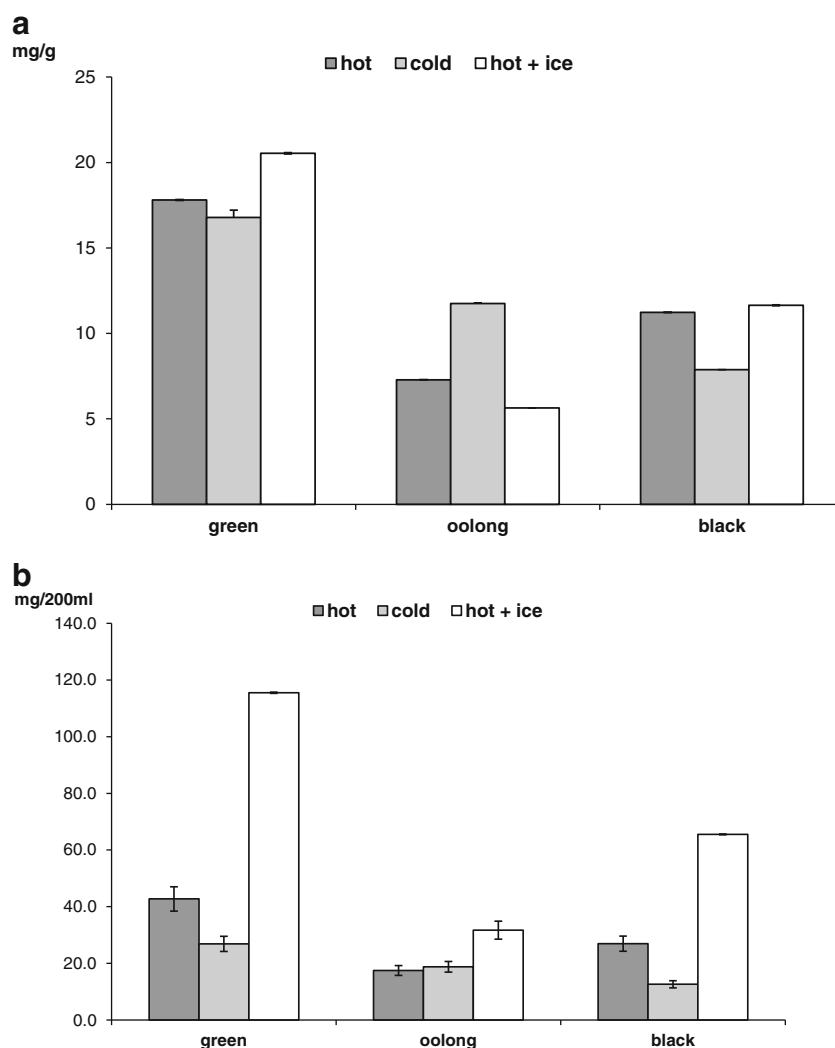 a
mg/g
hot cold hot + ice
25
20
15
10
5
0
green oolong black
b
mg/200ml
hot cold hot + ice
140.0
120.0
100.0
80.0
60.0
40.0
20.0
0.0
green oolong black